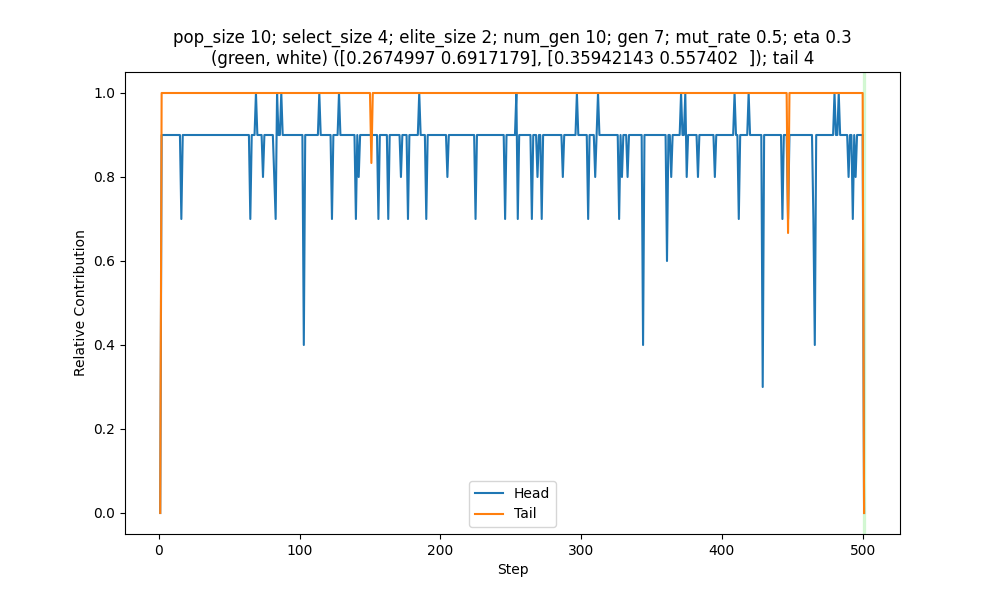 pop_size 10; select_size 4; elite_size 2; num_gen 10; gen 7; mut_rate 0.5; eta 0.3
(green, white) ([0.2674997 0.6917179], [0.35942143 0.557402  ]); tail 4
1.0
0.8
0.6
0.4
0.2
0.0
Relative Contribution
Head
Tail
0 100 200 300 400 500
Step